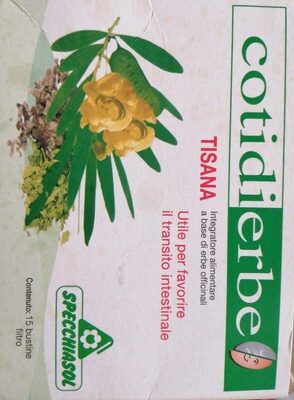 cotidierbe
TISANA
Integratore alimentare
a base di erbe officinali
Utile per favorire
il transito intestinale
SPECCHIASOL
Contenuto: 15 bustine
filtro